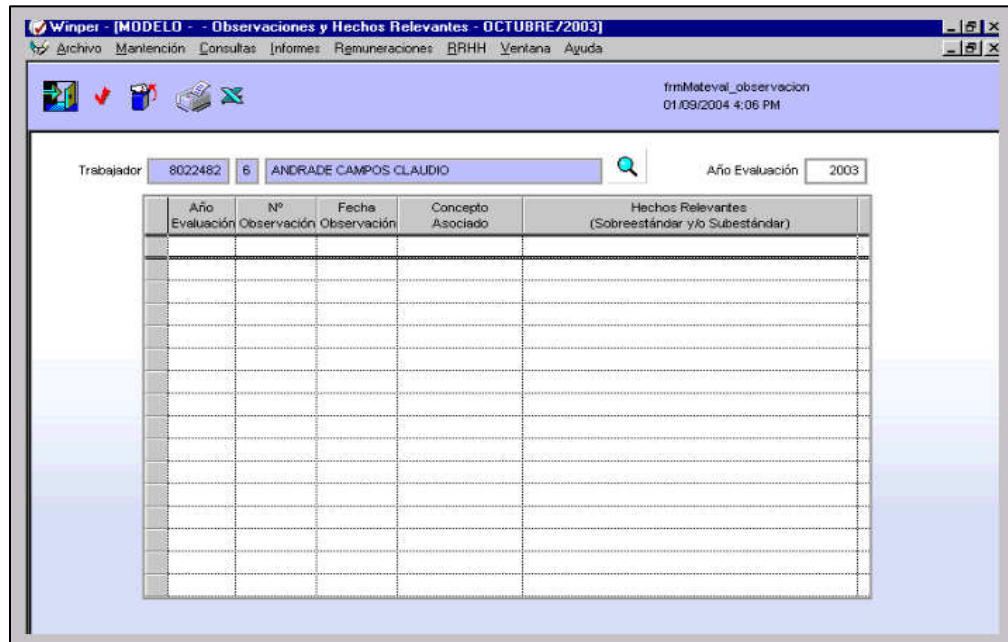 Winper - [MODELO - - Observaciones y Hechos Relevantes - OCTUBRE/2003]
Archivo Mantención Consultas Informes Remuneraciones RRHH Ventana Ayuda
frmMateval_observacion
01/09/2004 4:06 PM
Trabajador 8022482 6 ANDRADE CAMPOS CLAUDIO Año Evaluación 2003
Año Nº Fecha Concepto Hechos Relevantes
Evaluación Observación Observación Asociado (Sobreestándar y/o Subestándar)